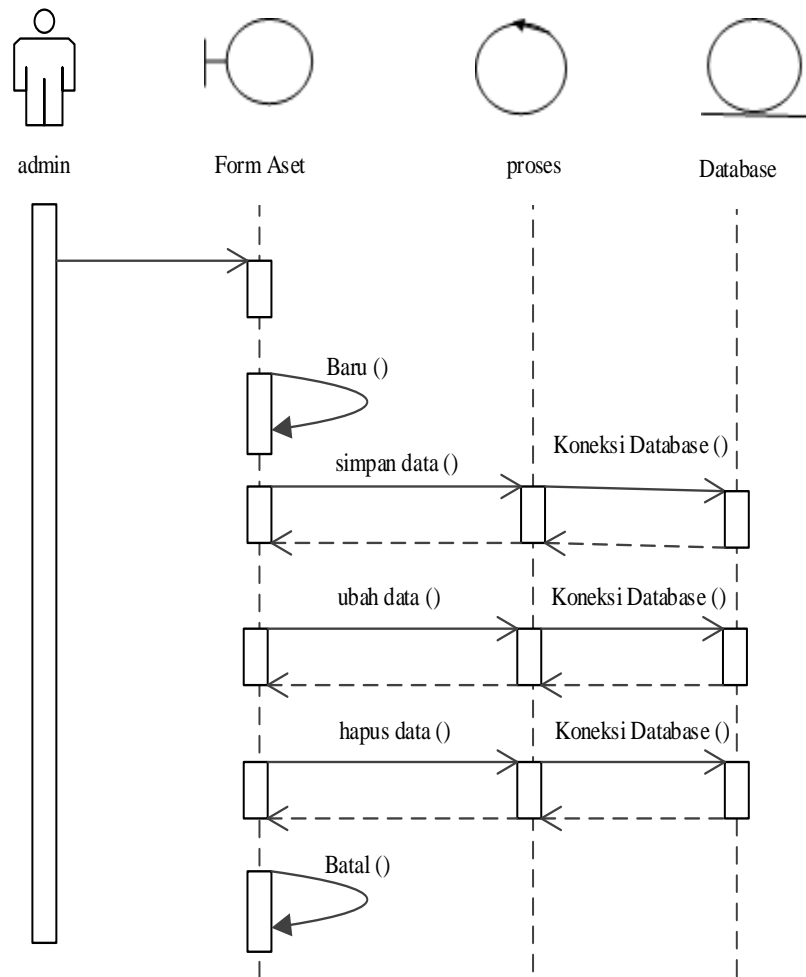 admin
Form Aset
proses
Database
Baru ()
simpan data ()
Koneksi Database ()
ubah data ()
Koneksi Database ()
hapus data ()
Koneksi Database ()
Batal ()